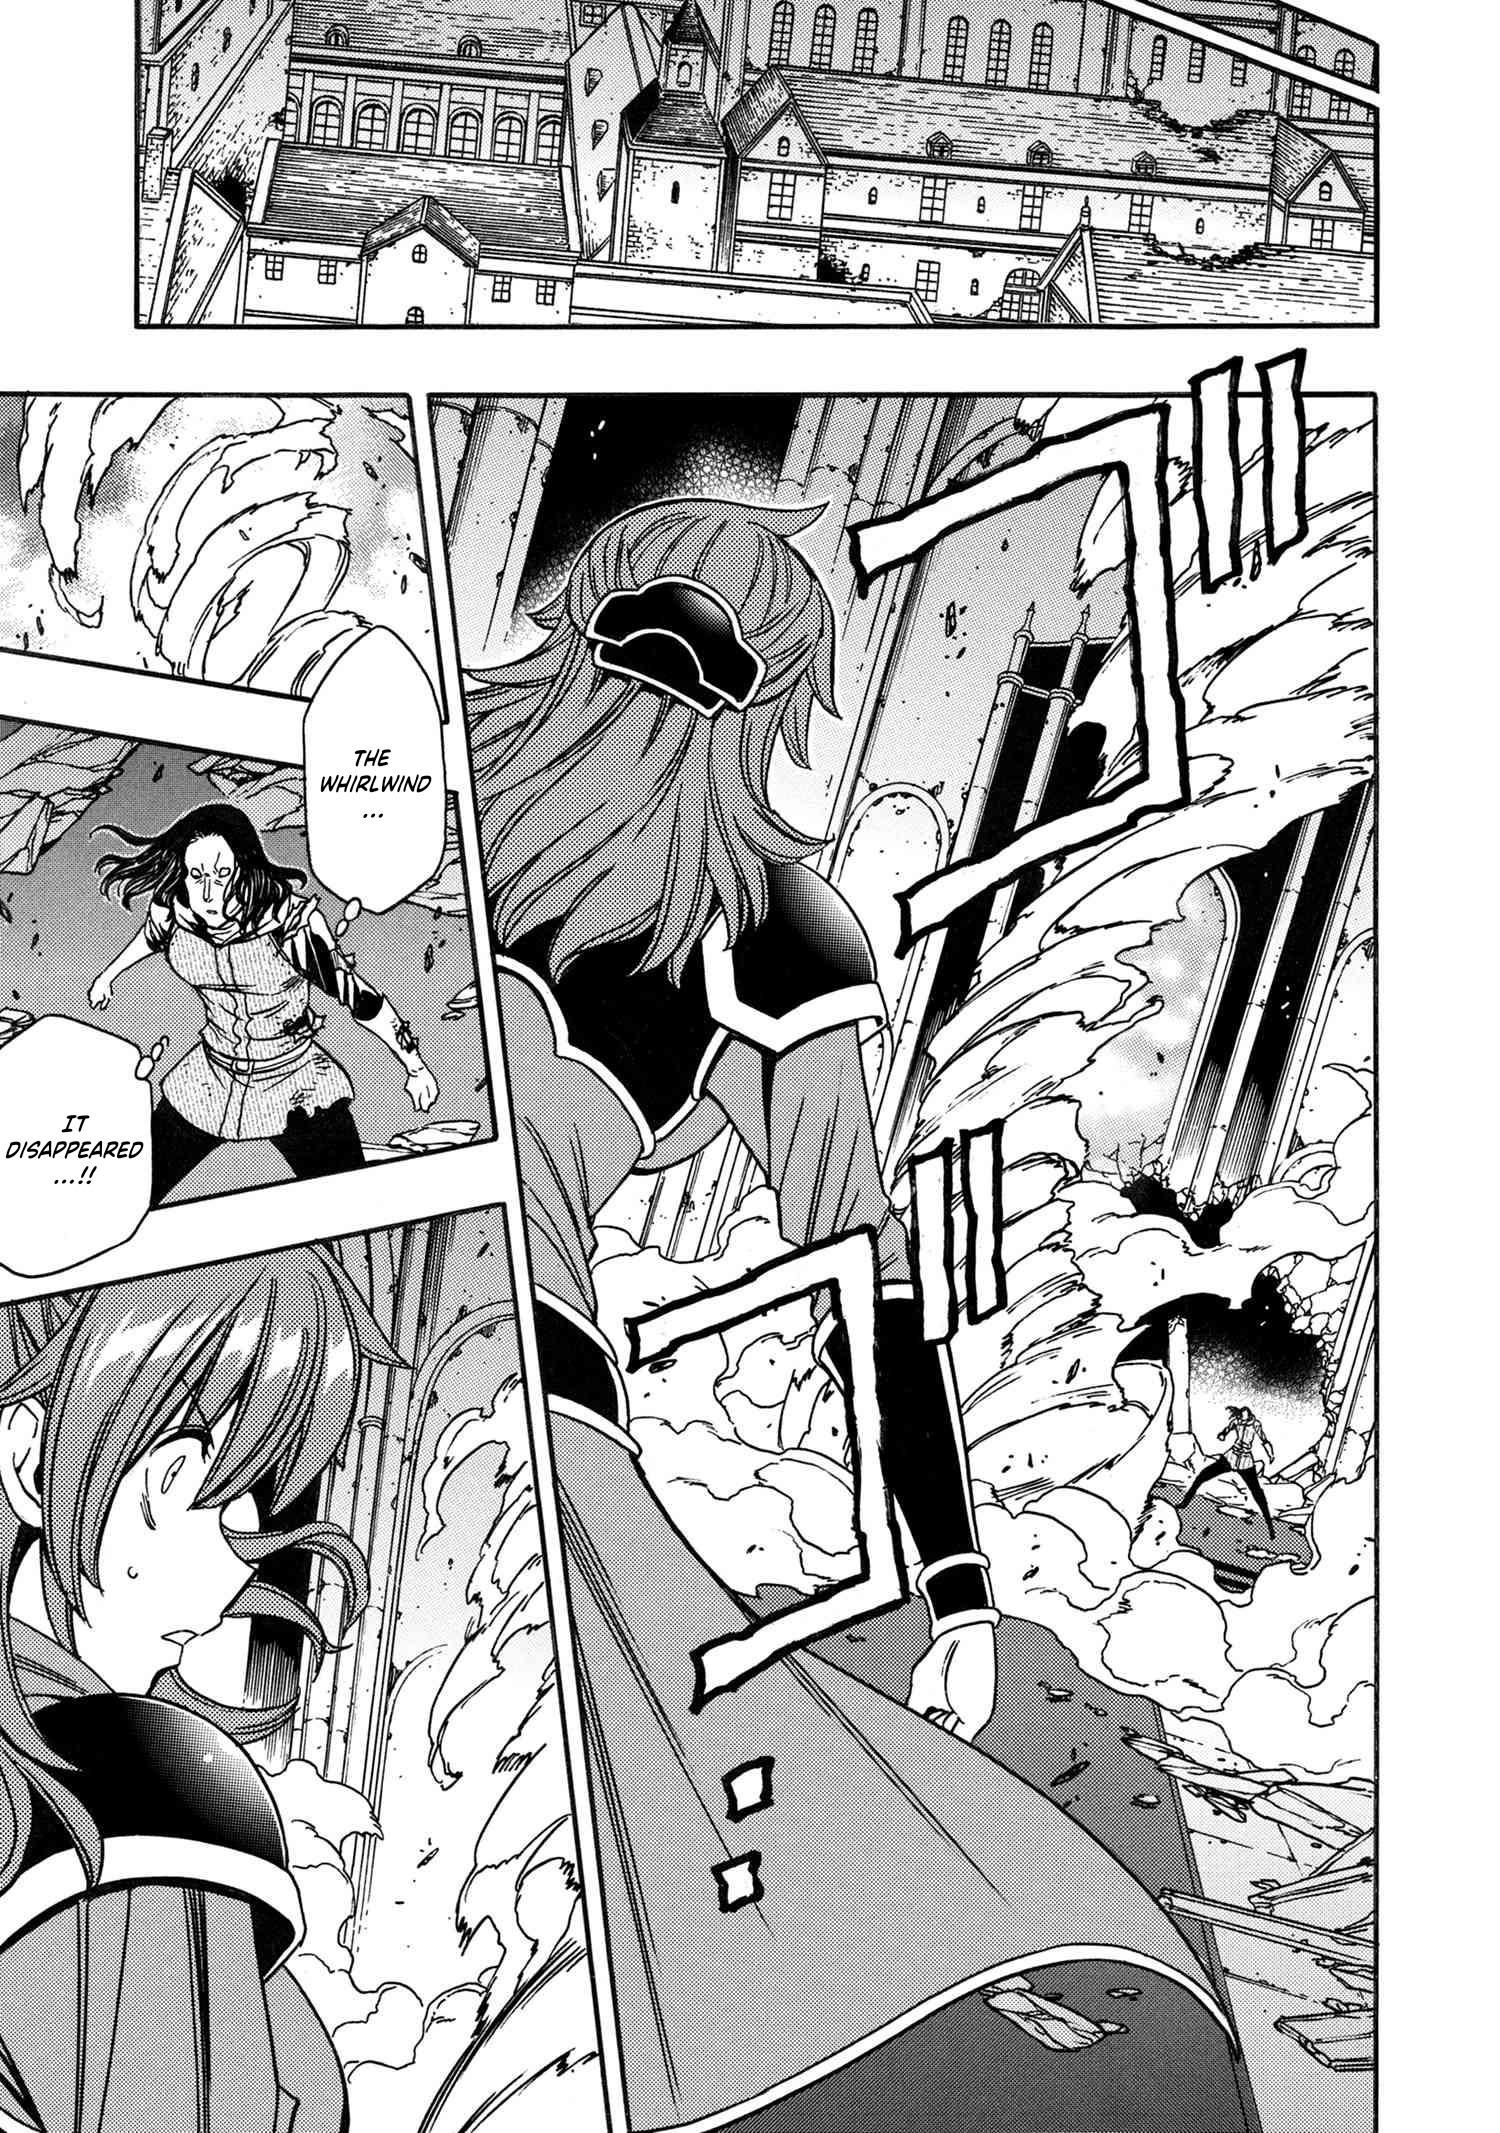 ゴ
ゴ
THE
WHIRLWIND
...
IT
DISAPPEARED
...!!